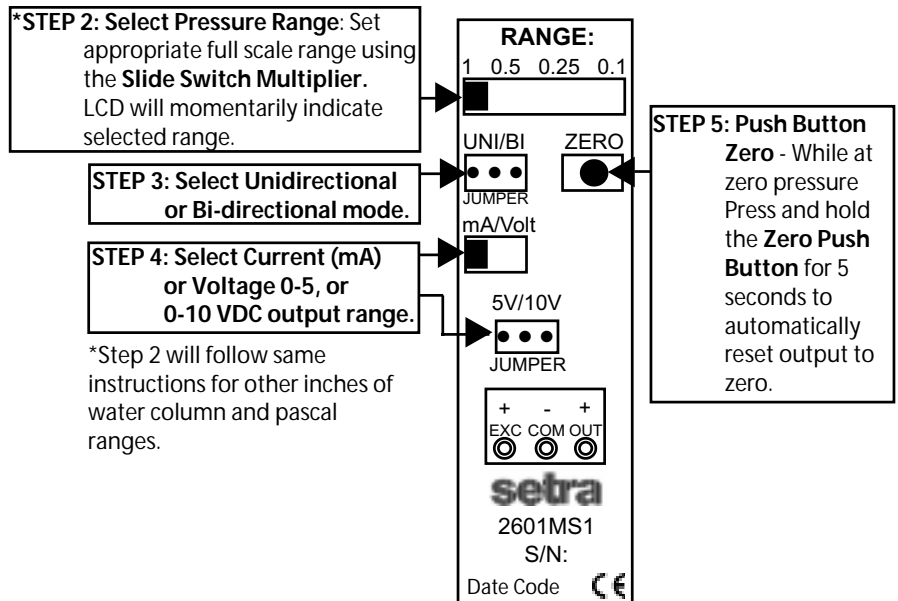 *STEP 2: Select Pressure Range: Set
appropriate full scale range using
the Slide Switch Multiplier.
LCD will momentarily indicate
selected range.
STEP 3: Select Unidirectional
or Bi-directional mode.
STEP 4: Select Current (mA)
or Voltage 0-5, or
0-10 VDC output range.
*Step 2 will follow same
instructions for other inches of
water column and pascal
ranges.
RANGE:
1 0.5 0.25 0.1
UNI/BI ZERO
JUMPER
mA/Volt
5V/10V
JUMPER
+ - +
EXC COM OUT
setra
2601MS1
S/N:
Date Code CE
STEP 5: Push Button
Zero - While at
zero pressure
Press and hold
the Zero Push
Button for 5
seconds to
automatically
reset output to
zero.